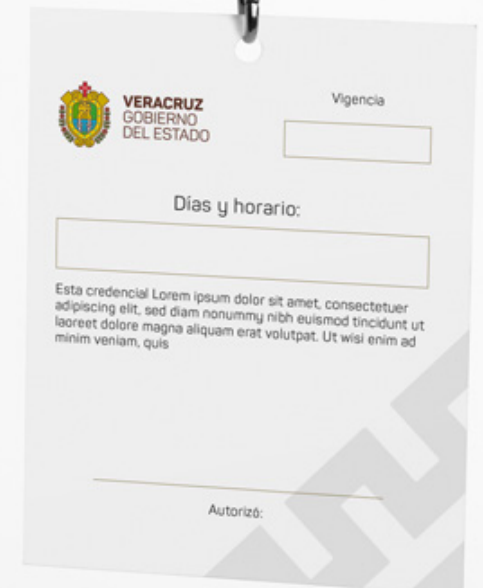 VERACRUZ
GOBIERNO
DEL ESTADO
Vigencia
Días y horario:
Esta credencial Lorem ipsum dolor sit amet, consectetuer
adipiscing elit, sed diam nonummy nibh euismod tincidunt ut
laoreet dolore magna aliquam erat volutpat. Ut wisi enim ad
minim veniam, quis
Autorizó: